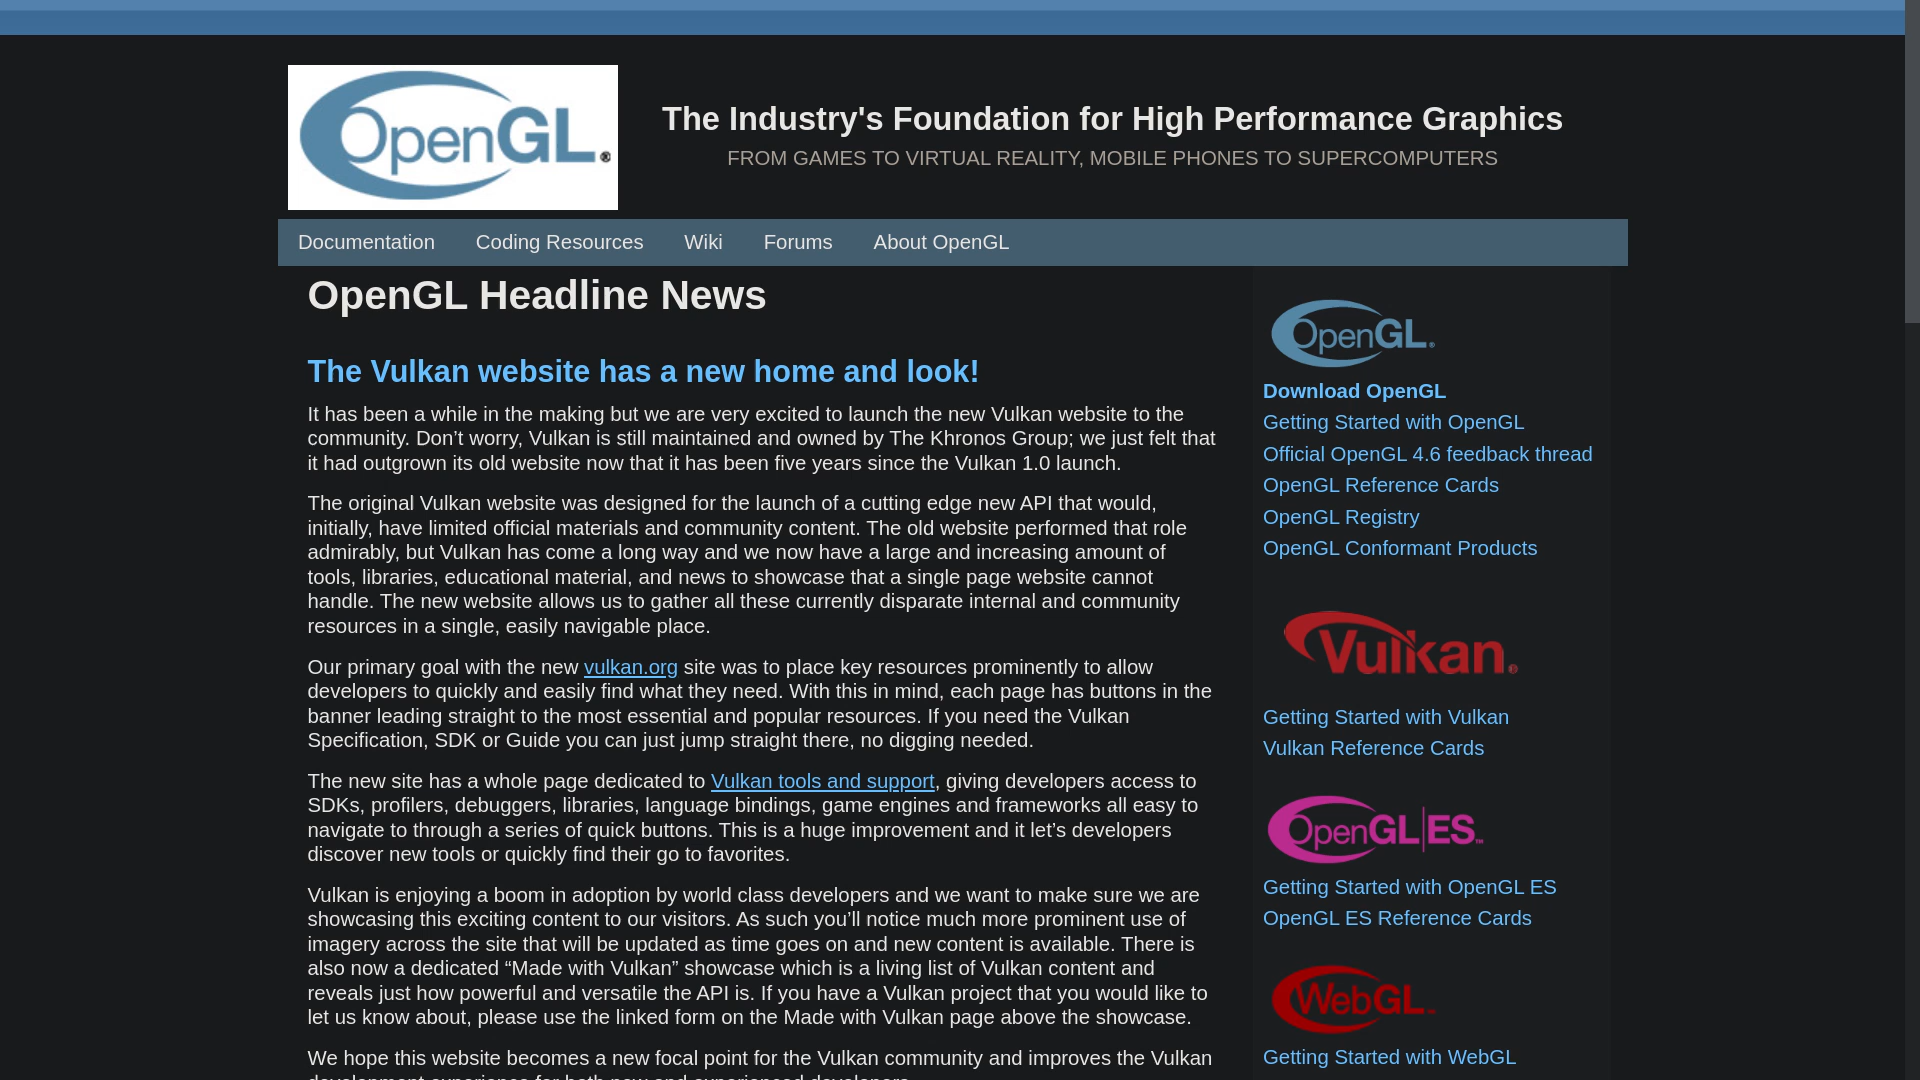 OpenGL®
The Industry's Foundation for High Performance Graphics
FROM GAMES TO VIRTUAL REALITY, MOBILE PHONES TO SUPERCOMPUTERS
Documentation Coding Resources Wiki Forums About OpenGL
OpenGL Headline News
The Vulkan website has a new home and look!
It has been a while in the making but we are very excited to launch the new Vulkan website to the
community. Don’t worry, Vulkan is still maintained and owned by The Khronos Group; we just felt that
it had outgrown its old website now that it has been five years since the Vulkan 1.0 launch.
The original Vulkan website was designed for the launch of a cutting edge new API that would,
initially, have limited official materials and community content. The old website performed that role
admirably, but Vulkan has come a long way and we now have a large and increasing amount of
tools, libraries, educational material, and news to showcase that a single page website cannot
handle. The new website allows us to gather all these currently disparate internal and community
resources in a single, easily navigable place.
Our primary goal with the new vulkan.org site was to place key resources prominently to allow
developers to quickly and easily find what they need. With this in mind, each page has buttons in the
banner leading straight to the most essential and popular resources. If you need the Vulkan
Specification, SDK or Guide you can just jump straight there, no digging needed.
The new site has a whole page dedicated to Vulkan tools and support, giving developers access to
SDKs, profilers, debuggers, libraries, language bindings, game engines and frameworks all easy to
navigate to through a series of quick buttons. This is a huge improvement and it let’s developers
discover new tools or quickly find their go to favorites.
Vulkan is enjoying a boom in adoption by world class developers and we want to make sure we are
showcasing this exciting content to our visitors. As such you’ll notice much more prominent use of
imagery across the site that will be updated as time goes on and new content is available. There is
also now a dedicated “Made with Vulkan” showcase which is a living list of Vulkan content and
reveals just how powerful and versatile the API is. If you have a Vulkan project that you would like to
let us know about, please use the linked form on the Made with Vulkan page above the showcase.
We hope this website becomes a new focal point for the Vulkan community and improves the Vulkan
development experience for both new and experienced developers.
OpenGL®
Download OpenGL
Getting Started with OpenGL
Official OpenGL 4.6 feedback thread
OpenGL Reference Cards
OpenGL Registry
OpenGL Conformant Products
Vulkan®
Getting Started with Vulkan
Vulkan Reference Cards
OpenGL|ES™
Getting Started with OpenGL ES
OpenGL ES Reference Cards
WebGL™
Getting Started with WebGL